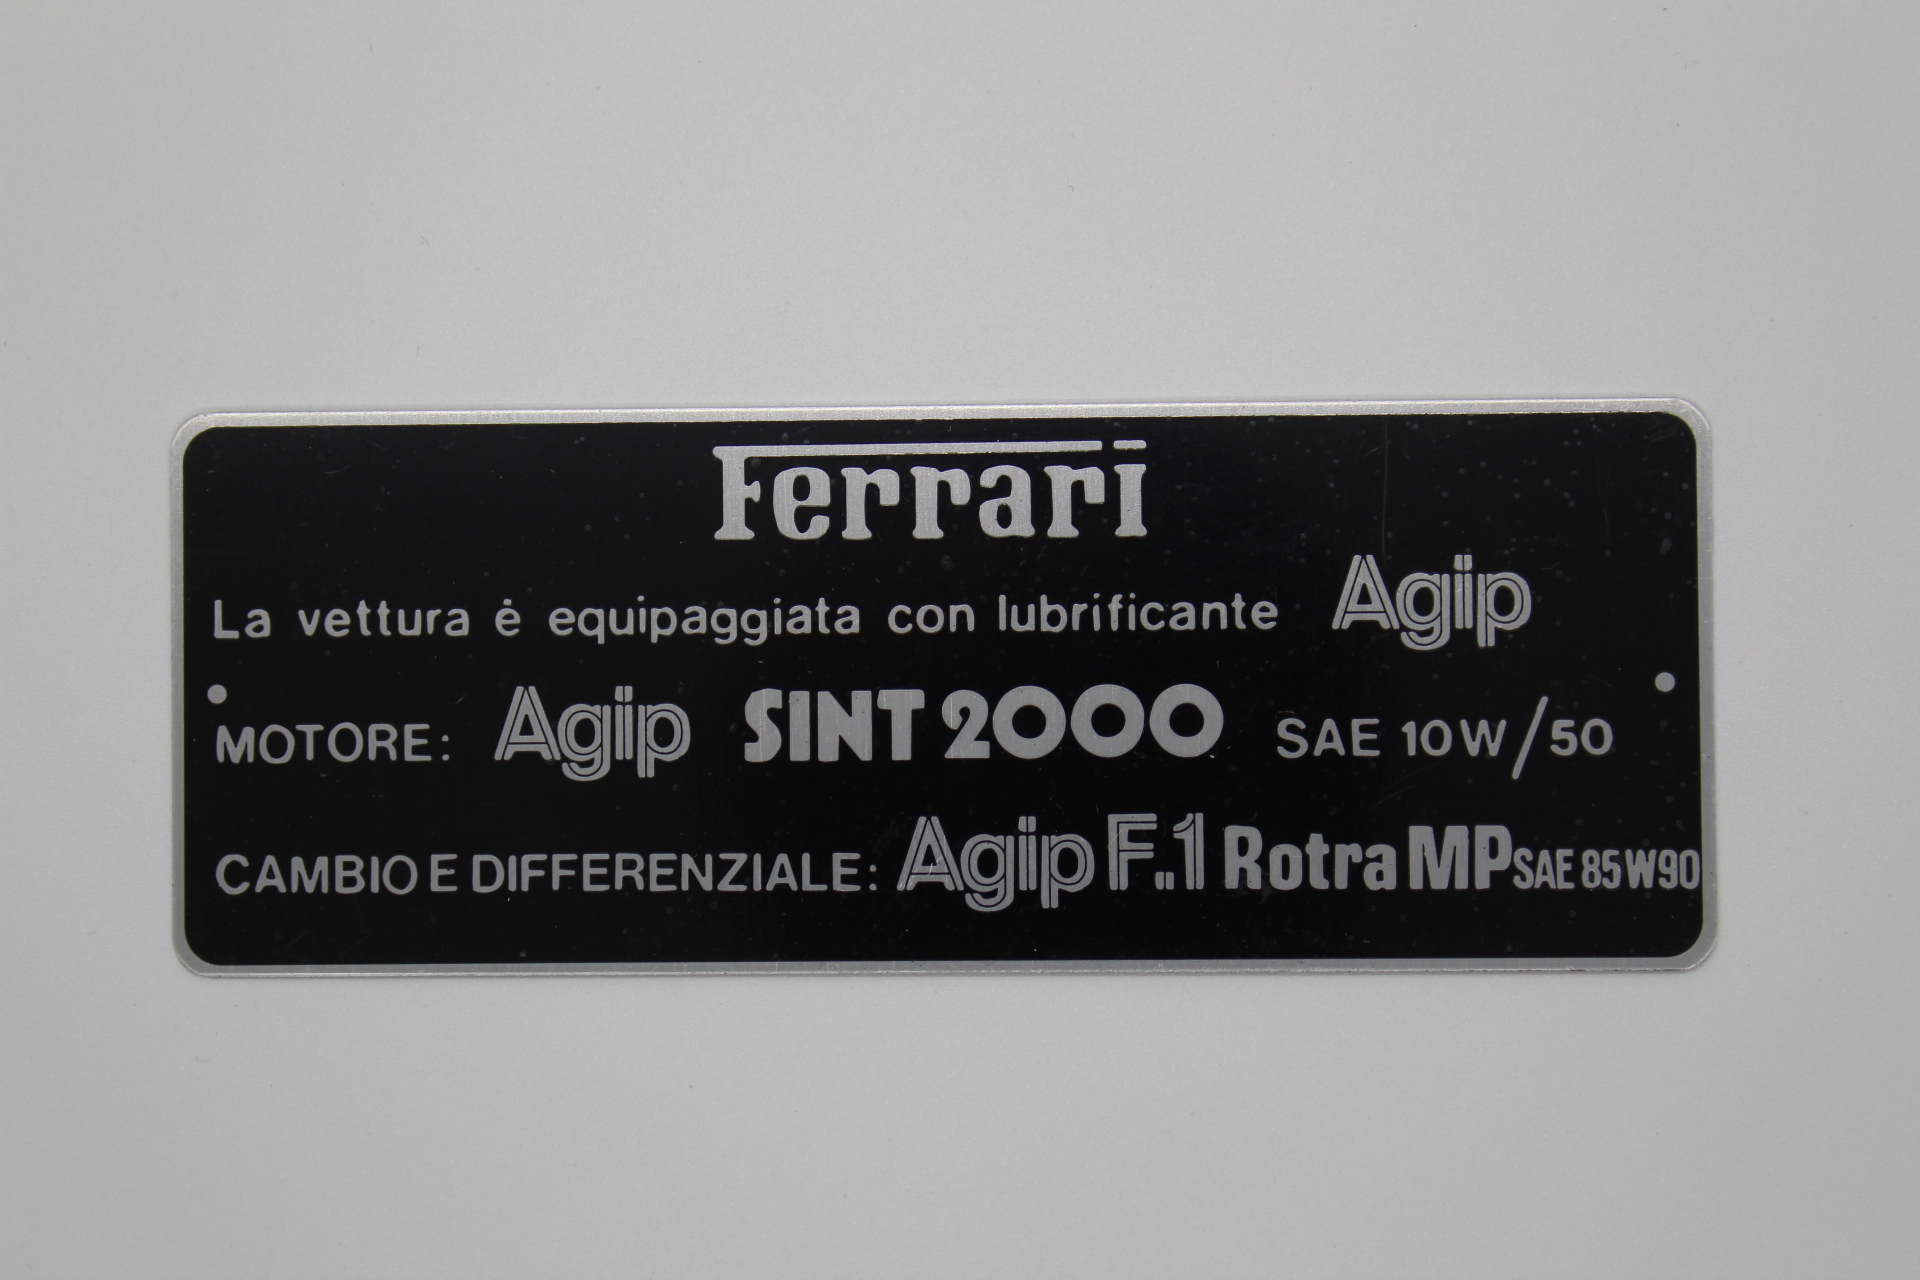 Ferrari
La vettura è equipaggiata con lubrificante Agip
MOTORE: Agip SINT 2000 SAE 10W/50
CAMBIO E DIFFERENZIALE: Agip F.1 Rotra MP SAE 85W90